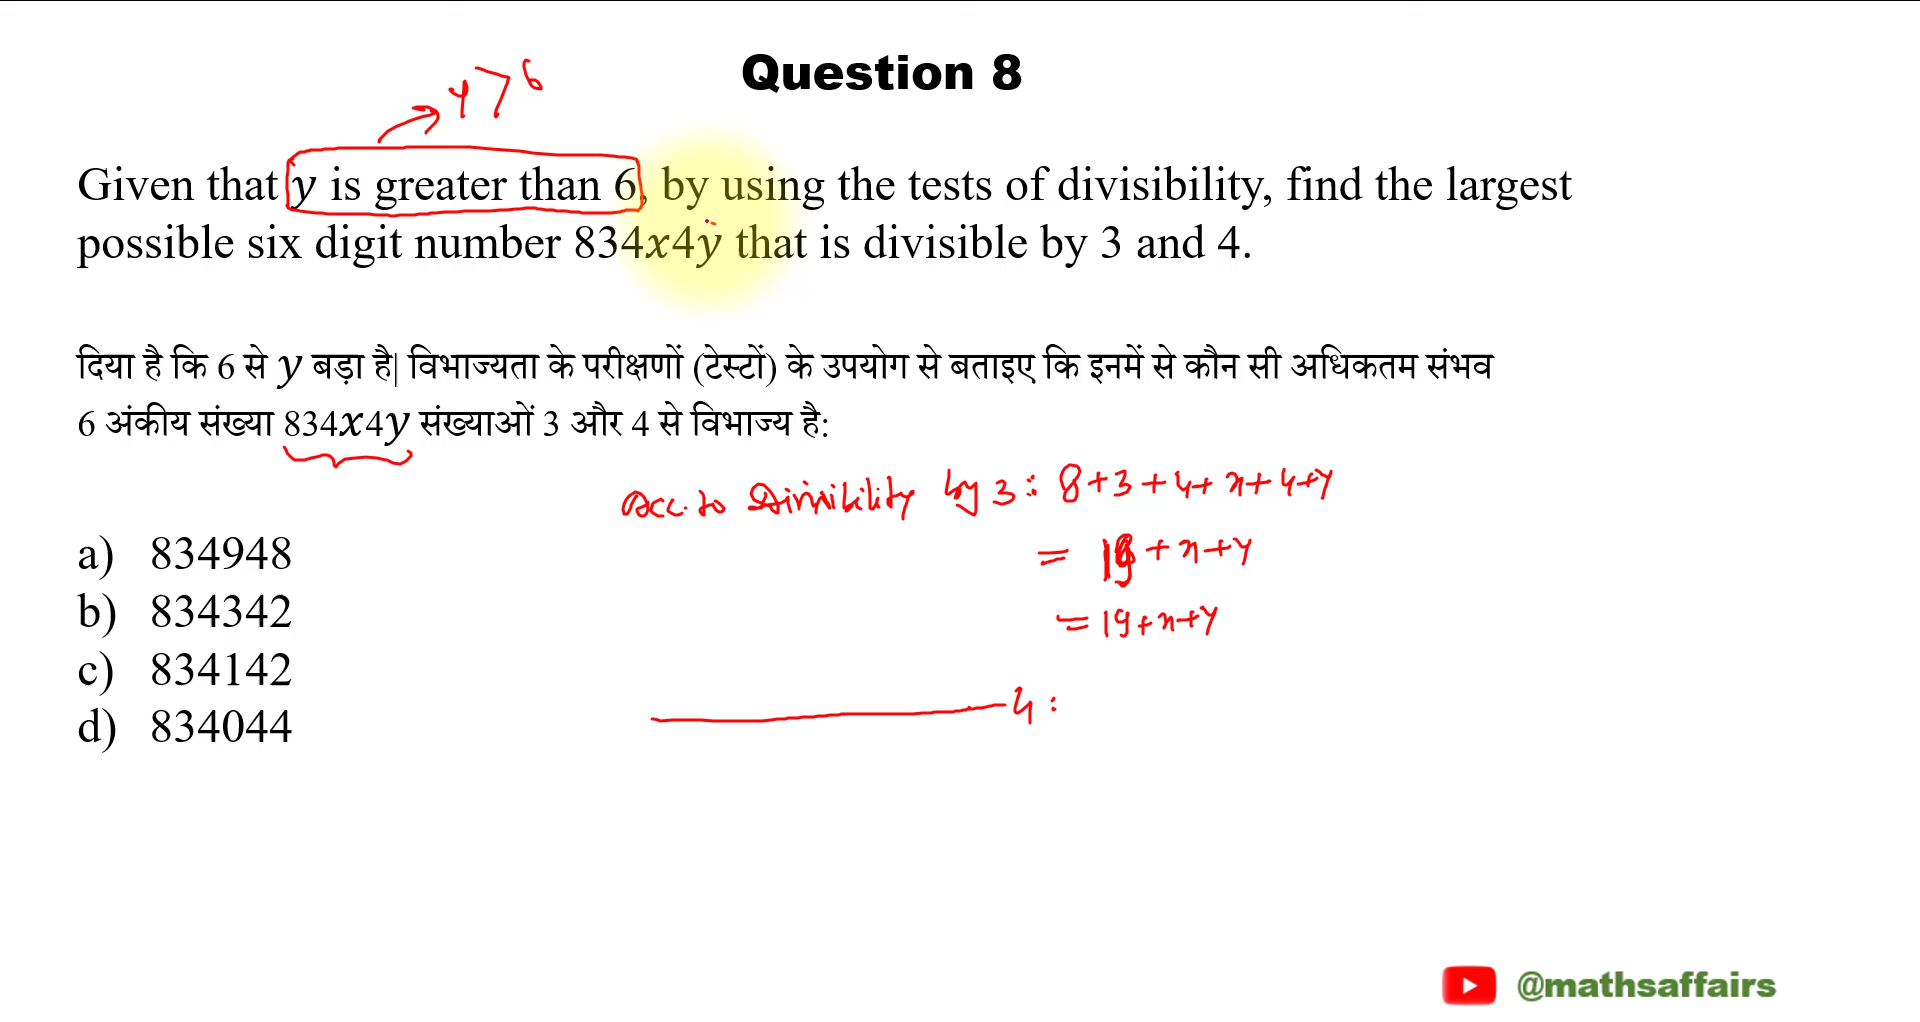 Question 8
y > 6
Given that y is greater than 6, by using the tests of divisibility, find the largest
possible six digit number 834x4y that is divisible by 3 and 4.
दिया है कि 6 से y बड़ा है| विभाज्यता के परीक्षणों (टेस्टों) के उपयोग से बताइए कि इनमें से कौन सी अधिकतम संभव
6 अंकीय संख्या 834x4y संख्याओं 3 और 4 से विभाज्य है:
Acc. to Divisibility by 3: 8+3+4+x+4+y
= 19 + x + y
= 19 + x + y
4 :
a) 834948
b) 834342
c) 834142
d) 834044
@mathsaffairs